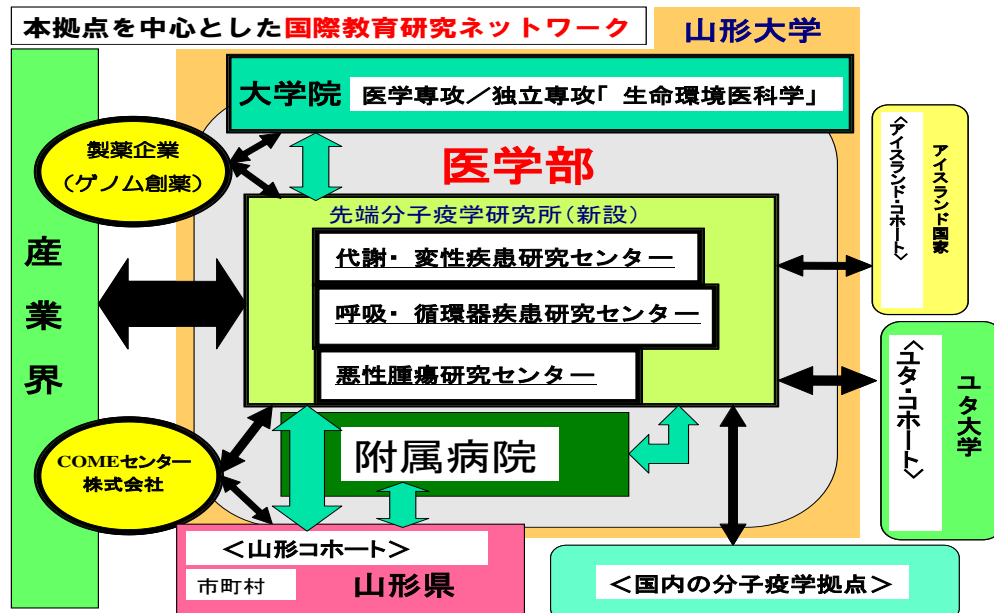 本拠点を中心とした国際教育研究ネットワーク
山形大学
大学院 医学専攻／独立専攻「 生命環境医科学」
製薬企業
（ゲノム創薬）
医学部
先端分子疫学研究所（新設）
代謝・ 変性疾患研究センター
呼吸・ 循環器疾患研究センター
悪性腫瘍研究センター
産業界
アイスランド国家
〈アイスランド・コホート〉
ユタ大学
〈ユタ・コホート〉
附属病院
COMEセンター
株式会社
＜山形コホート＞
市町村 山形県
＜国内の分子疫学拠点＞